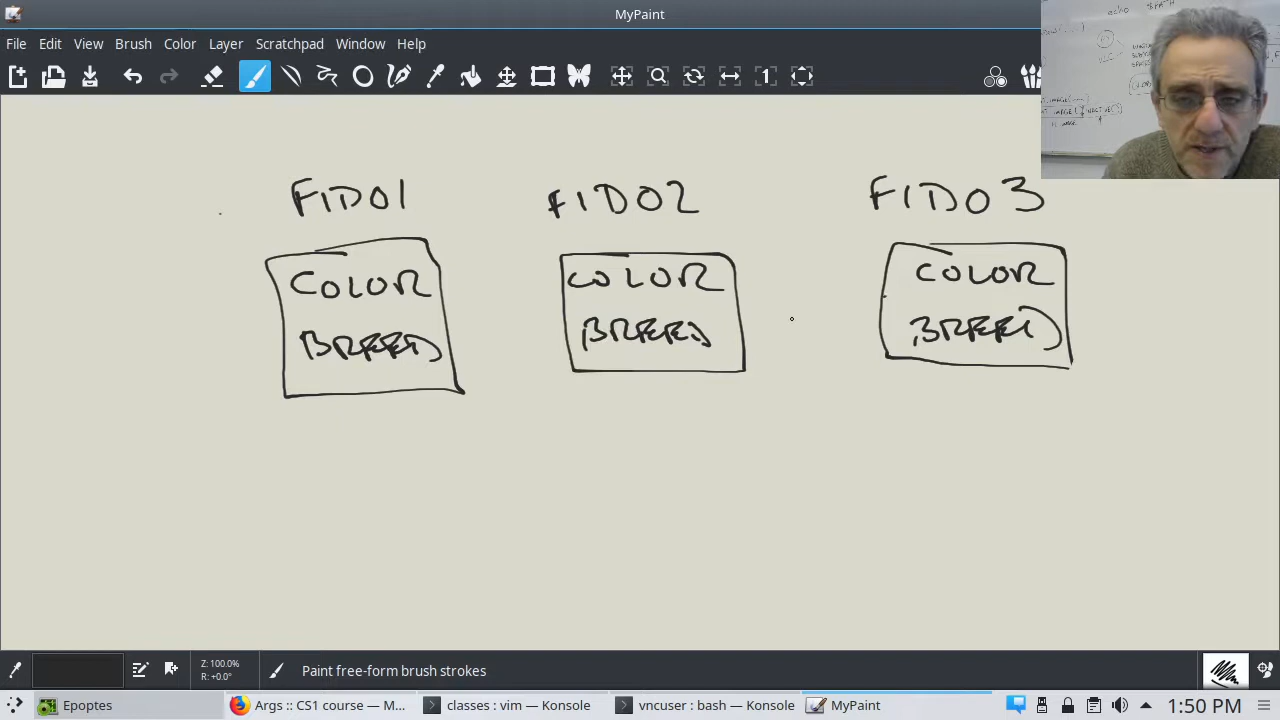 MyPaint
File Edit View Brush Color Layer Scratchpad Window Help
FIDO1 FIDO2 FIDO3
COLOR COLOR COLOR
BREED BREED BREED
Z: 100.0%
R: +0.0°
Paint free-form brush strokes
Epoptes
Args :: CS1 course — M...
classes : vim — Konsole
vncuser : bash — Konsole
MyPaint
1:50 PM